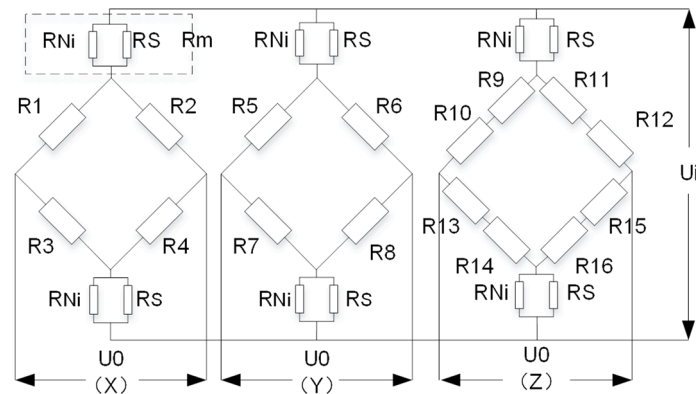 RNi RS Rm RNi RS RNi RS
R1 R2 R5 R6 R9 R11
R10 R12
Ui
R3 R4 R7 R8 R13 R15
R14 R16
RNi RS RNi RS RNi RS
U0 U0 U0
(X) (Y) (Z)